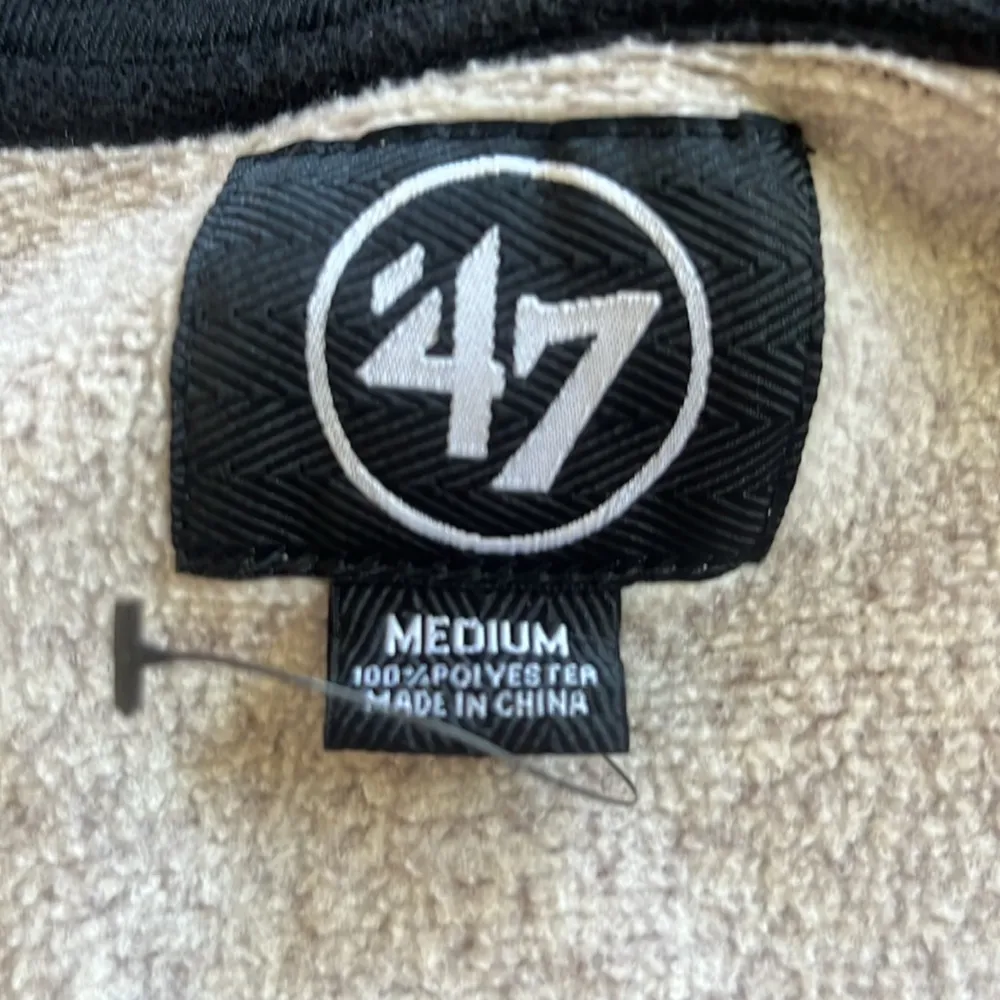 '47
MEDIUM
100% POLYESTER
MADE IN CHINA